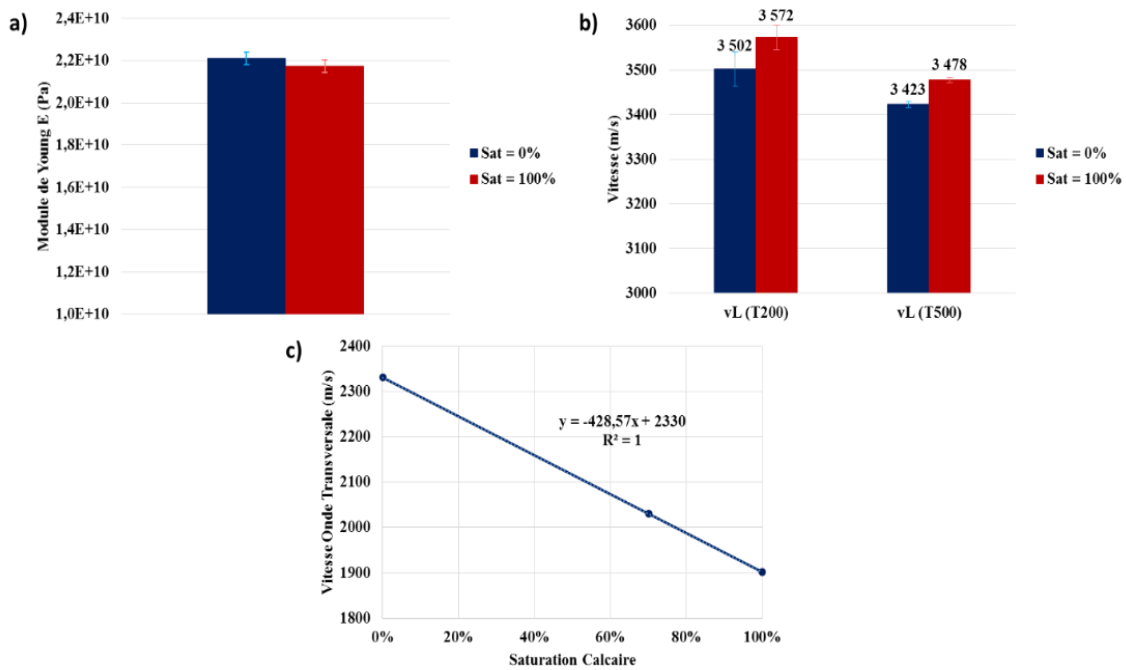 a)
2,4E+10
2,2E+10
2,0E+10
1,8E+10
1,6E+10
1,4E+10
1,2E+10
1,0E+10
Module de Young E (Pa)
Sat = 0%
Sat = 100%
b)
3600
3500
3400
3300
3200
3100
3000
Vitesse (m/s)
3 502
3 572
3 423
3 478
vL (T200)
vL (T500)
Sat = 0%
Sat = 100%
c)
2400
2300
2200
2100
2000
1900
1800
Vitesse Onde Transversale (m/s)
y = -428,57x + 2330
R² = 1
0%
20%
40%
60%
80%
100%
Saturation Calcaire